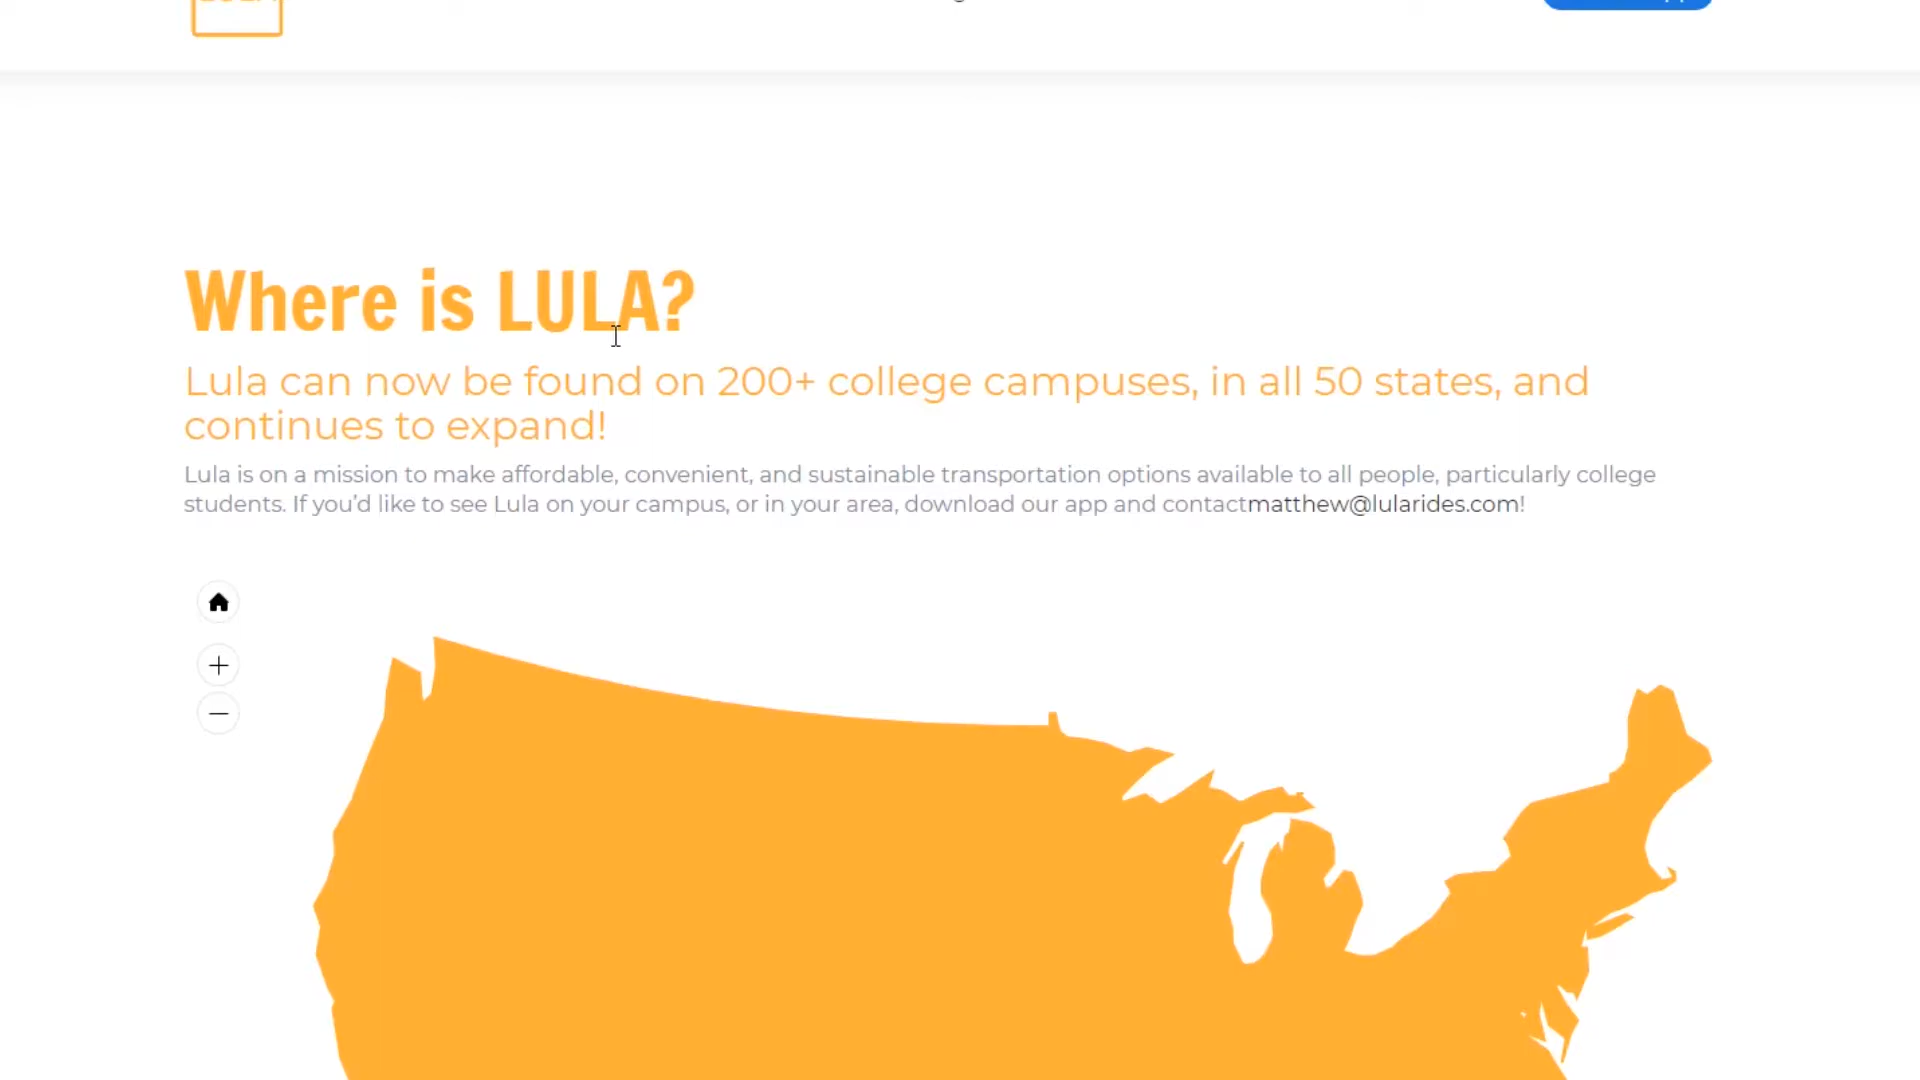 Where is LULA?
Lula can now be found on 200+ college campuses, in all 50 states, and
continues to expand!
Lula is on a mission to make affordable, convenient, and sustainable transportation options available to all people, particularly college
students. If you’d like to see Lula on your campus, or in your area, download our app and contactmatthew@lularides.com!